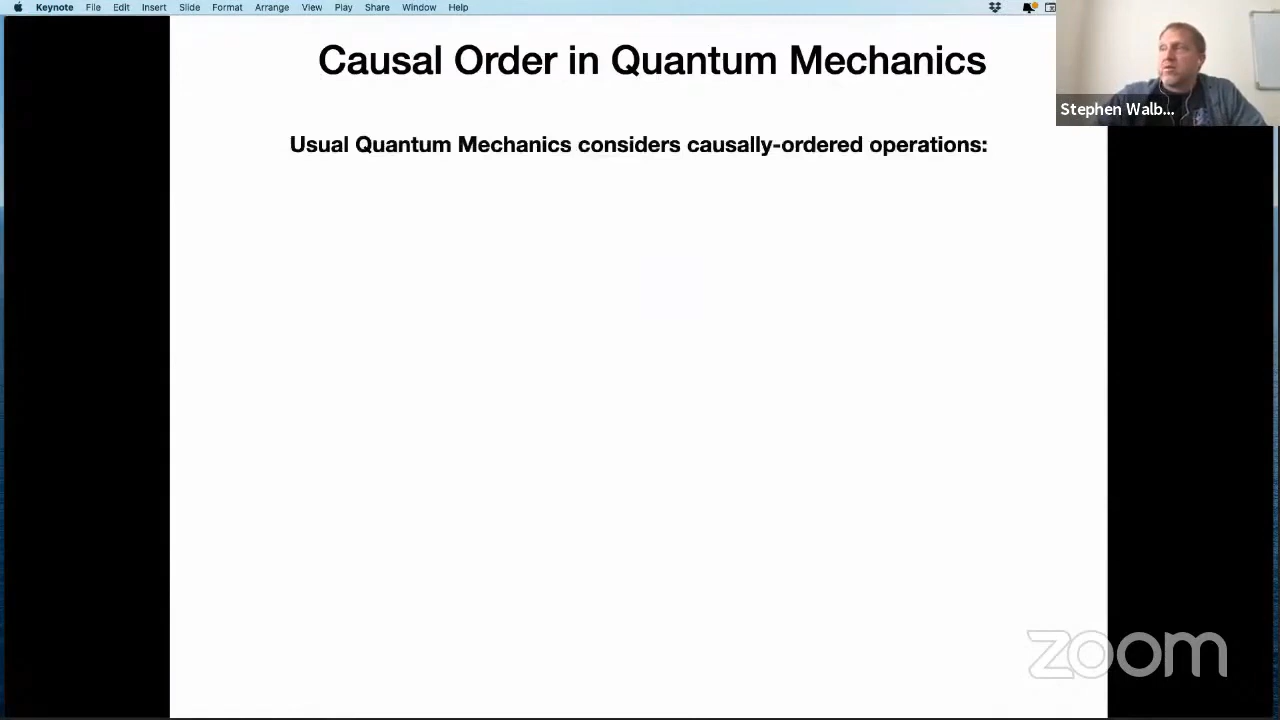 Keynote File Edit Insert Slide Format Arrange View Play Share Window Help
Causal Order in Quantum Mechanics
Stephen Walb...
Usual Quantum Mechanics considers causally-ordered operations:
zoom